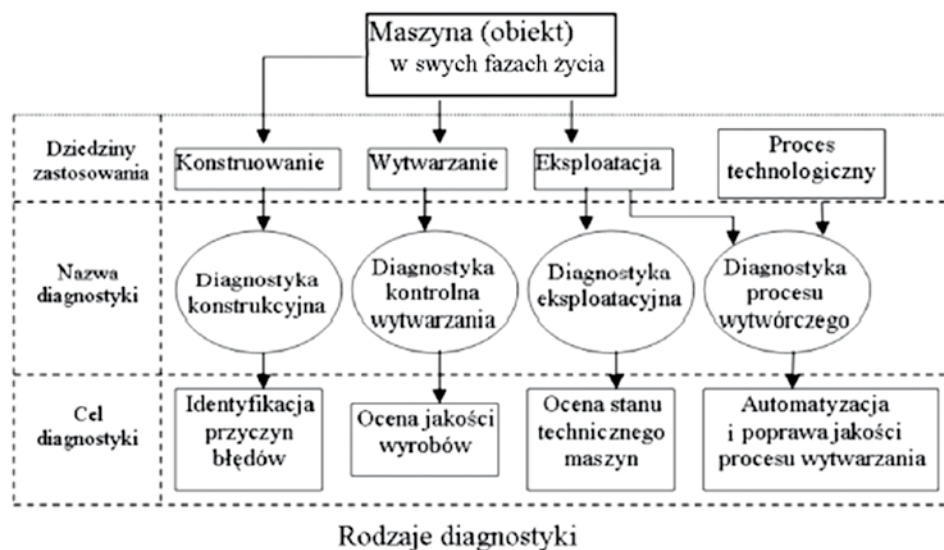 Maszyna (obiekt)
w swych fazach życia
Dziedziny
zastosowania
Konstruowanie
Wytwarzanie
Eksploatacja
Proces
technologiczny
Nazwa
diagnostyki
Diagnostyka
konstrukcyjna
Diagnostyka
kontrolna
wytwarzania
Diagnostyka
eksploatacyjna
Diagnostyka
procesu
wytwórczego
Cel
diagnostyki
Identyfikacja
przyczyn
błędów
Ocena jakości
wyrobów
Ocena stanu
technicznego
maszyn
Automatyzacja
i poprawa jakości
procesu wytwarzania
Rodzaje diagnostyki